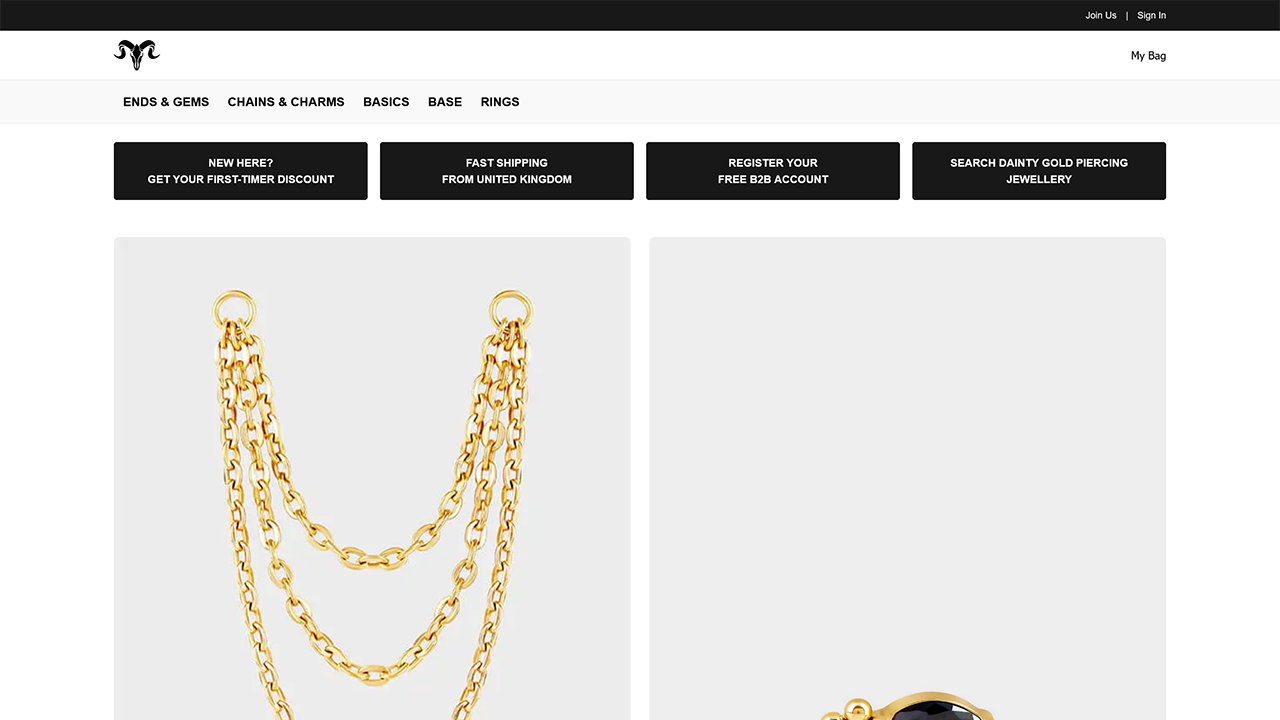 Join Us | Sign In
My Bag
ENDS & GEMS CHAINS & CHARMS BASICS BASE RINGS
NEW HERE?
GET YOUR FIRST-TIMER DISCOUNT
FAST SHIPPING
FROM UNITED KINGDOM
REGISTER YOUR
FREE B2B ACCOUNT
SEARCH DAINTY GOLD PIERCING
JEWELLERY